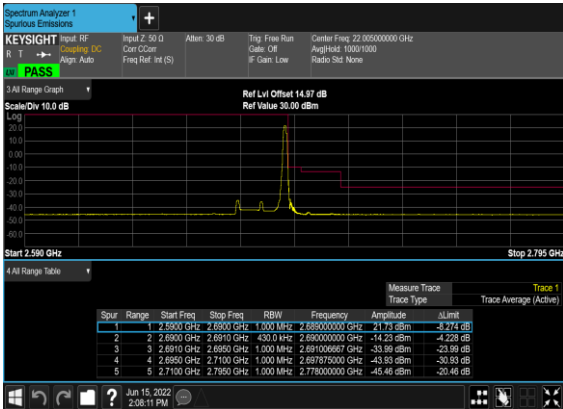 Spectrum Analyzer 1
Spurious Emissions
KEYSIGHT Input: RF Input Z: 50 Ω Atten: 30 dB Trig: Free Run Center Freq: 22.005000000 GHz
R T Coupling: DC Corr CCorr Gate: Off Avg|Hold: 1000/1000
Align: Auto Freq Ref: Int (S) IF Gain: Low Radio Std: None
PASS
3 All Range Graph
Ref Lvl Offset 14.97 dB
Scale/Div 10.0 dB Ref Value 30.00 dBm
Log
20.0
10.0
0.00
-10.0
-20.0
-30.0
-40.0
-50.0
-60.0
Start 2.590 GHz Stop 2.795 GHz
4 All Range Table
Measure Trace Trace 1
Trace Type Trace Average (Active)
Spur Range Start Freq Stop Freq RBW Frequency Amplitude ΔLimit
1 1 2.5900 GHz 2.6900 GHz 1.000 MHz 2.689000000 GHz 21.73 dBm -8.274 dB
2 2 2.6900 GHz 2.6910 GHz 430.0 kHz 2.690000000 GHz -14.23 dBm -4.228 dB
3 3 2.6910 GHz 2.6950 GHz 1.000 MHz 2.691006667 GHz -33.99 dBm -23.99 dB
4 4 2.6950 GHz 2.7100 GHz 1.000 MHz 2.697875000 GHz -43.93 dBm -30.93 dB
5 5 2.7100 GHz 2.7950 GHz 1.000 MHz 2.778000000 GHz -45.46 dBm -20.46 dB
Jun 15, 2022
2:08:11 PM